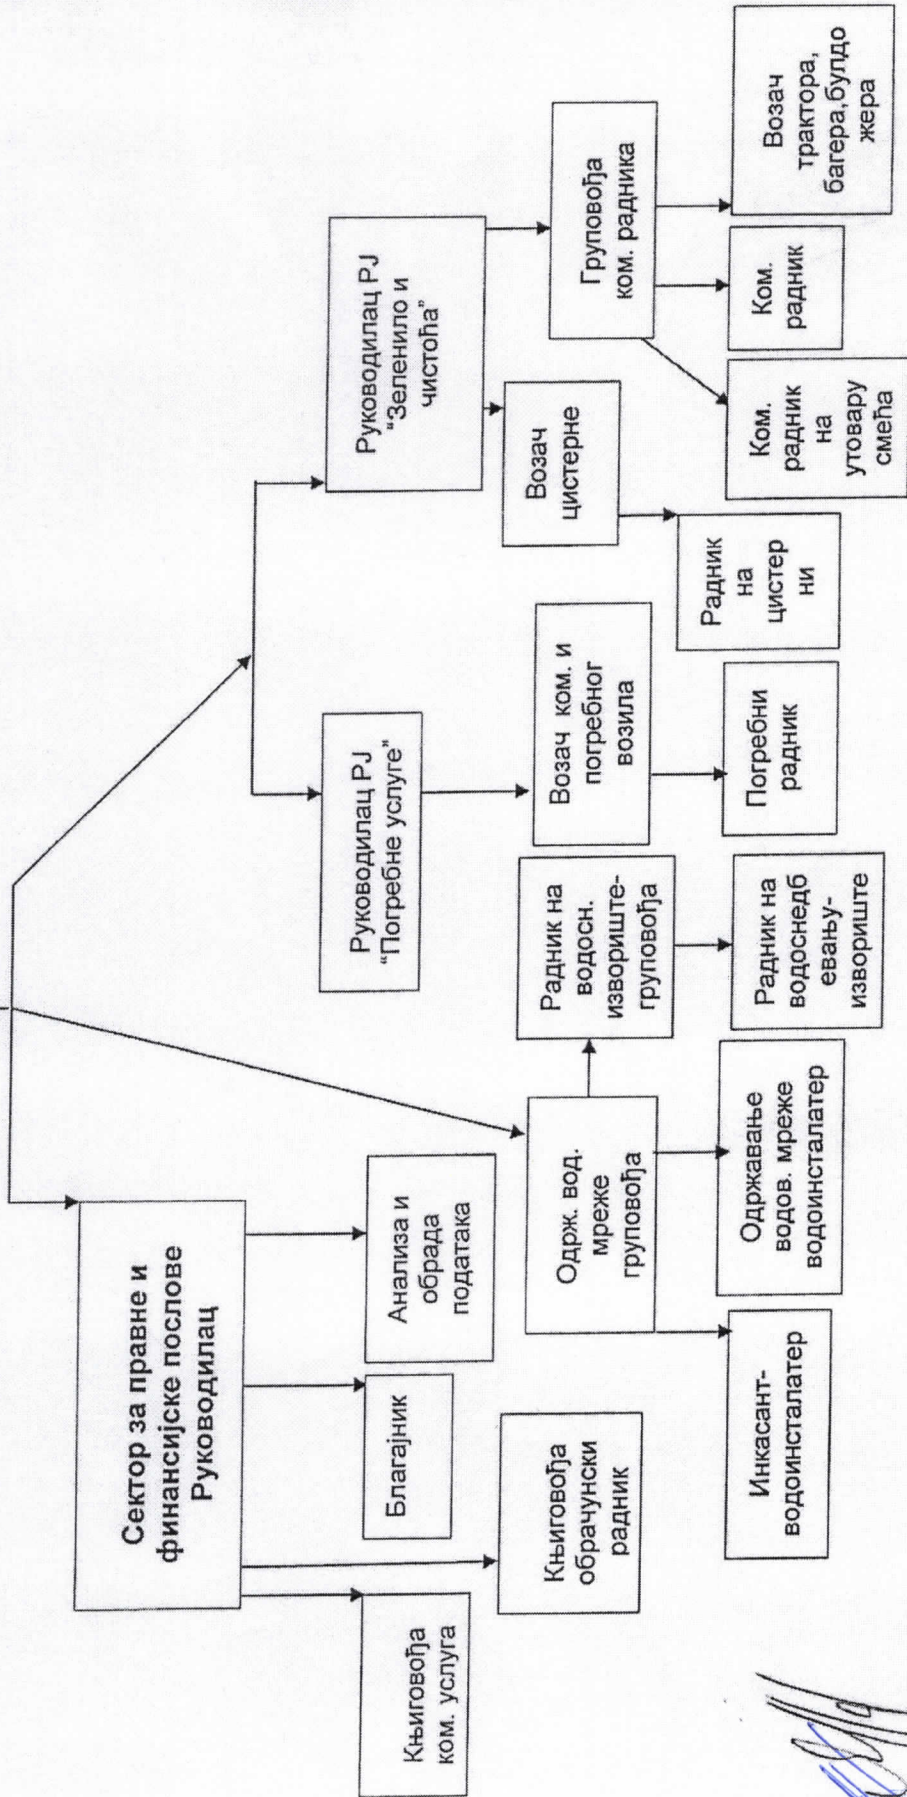 Сектор за правне и
финансијске послове
Руководилац
Књиговођа
ком. услуга
Књиговођа
обрачунски
радник
Благајник
Анализа и
обрада
података
Одрж. вод.
мреже
груповођа
Инкасант-
водоинсталатер
Одржавање
водов. мреже
водоинсталатер
Радник на
водосн.
извориште-
груповођа
Радник на
водоснедб
евању-
извориште
Руководилац РЈ
“Погребне услуге”
Возач ком. и
погребног
возила
Погребни
радник
Руководилац РЈ
“Зеленило и
чистоћа”
Возач
цистерне
Радник
на
цистер
ни
Груповођа
ком. радника
Ком.
радник
на
утовару
смећа
Ком.
радник
Возач
трактора,
багера,булдо
жера